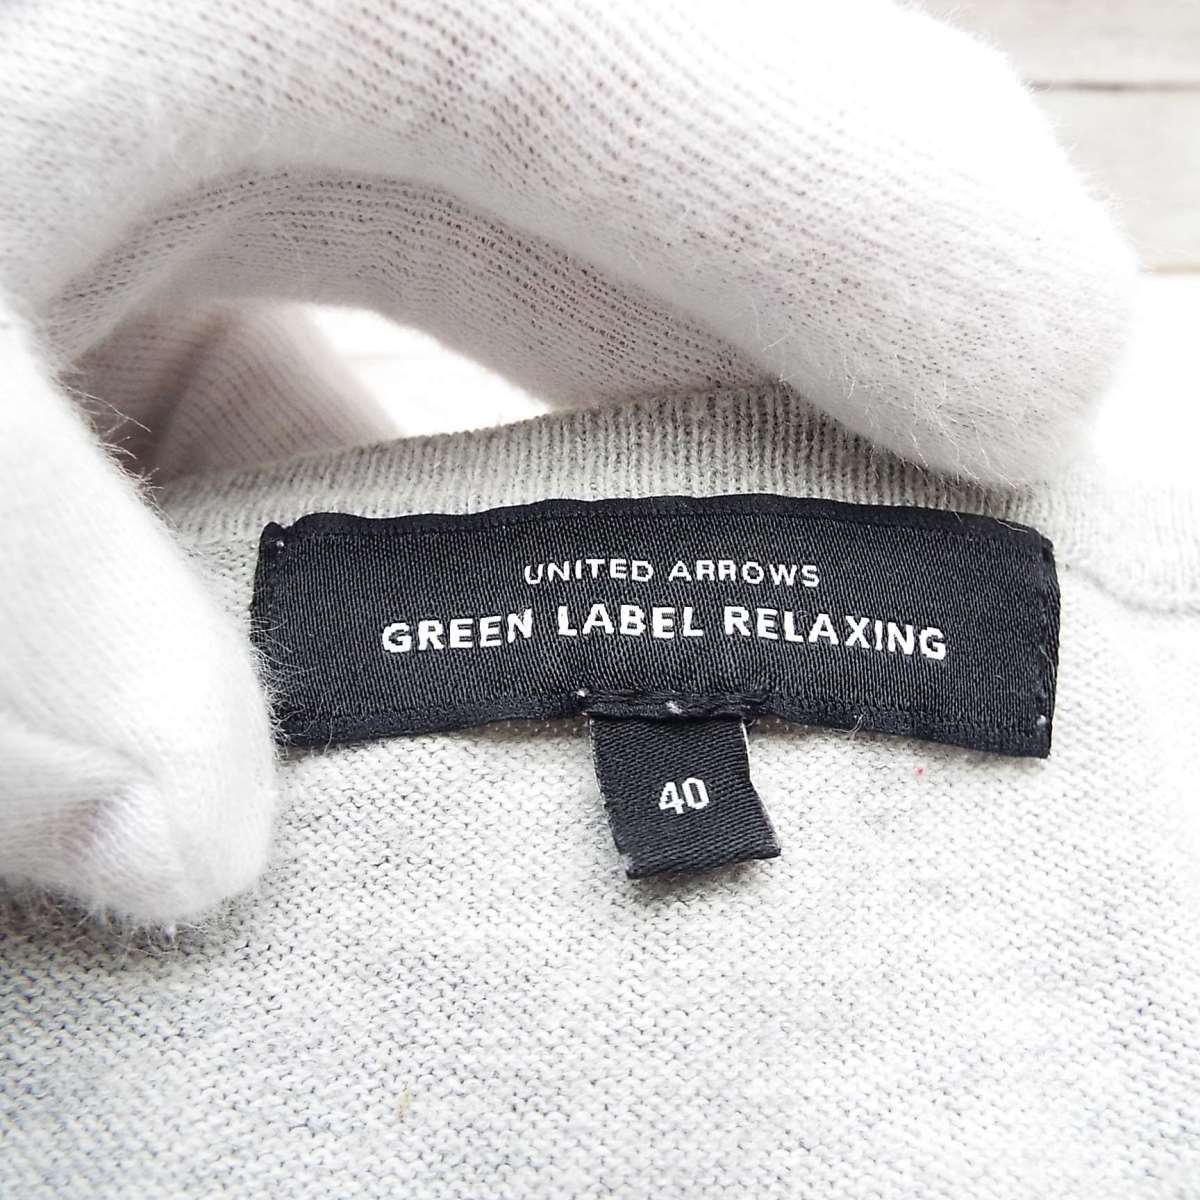 UNITED ARROWS
GREEN LABEL RELAXING
40